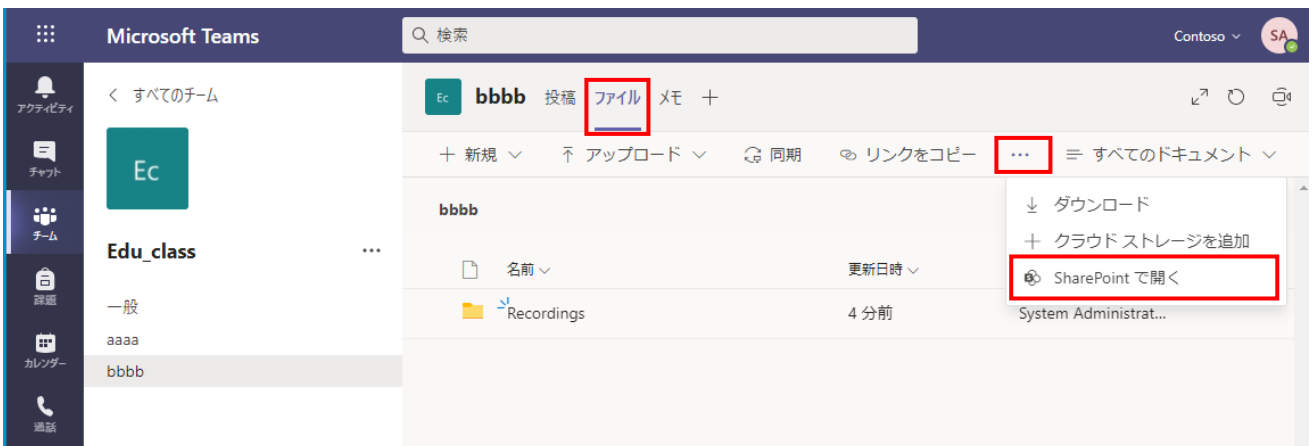 Microsoft Teams
検索
Contoso
SA
アクティビティ
チャット
チーム
課題
カレンダー
通話
すべてのチーム
Ec
Edu_class
一般
aaaa
bbbb
Ec bbbb 投稿 ファイル メモ
新規 アップロード 同期 リンクをコピー ··· すべてのドキュメント
ダウンロード
クラウド ストレージを追加
SharePoint で開く
bbbb
名前 更新日時
Recordings 4 分前 System Administrat...